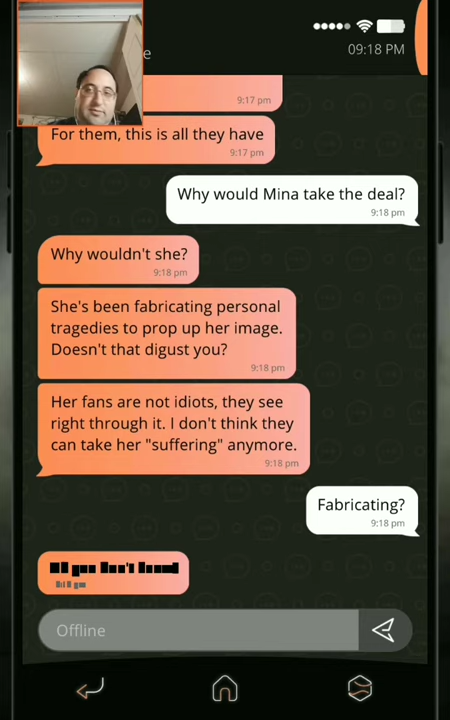 e
09:18 PM
9:17 pm
For them, this is all they have
9:17 pm
Why would Mina take the deal?
9:18 pm
Why wouldn't she?
9:18 pm
She's been fabricating personal
tragedies to prop up her image.
Doesn't that digust you?
9:18 pm
Her fans are not idiots, they see
right through it. I don't think they
can take her "suffering" anymore.
9:18 pm
Fabricating?
9:18 pm
Offline